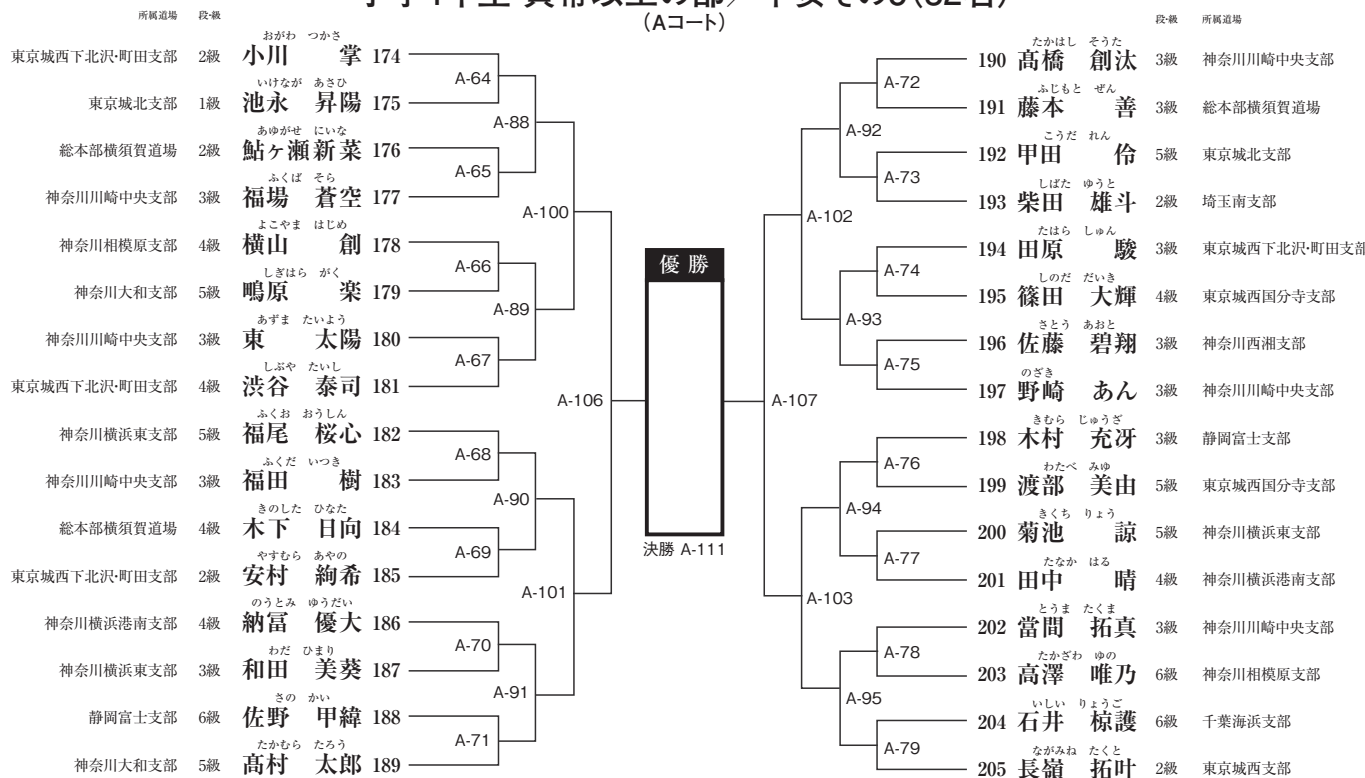 (Aコート)
所属道場 段・級
おがわ つかさ
東京城西下北沢・町田支部 2級 小川 掌 174
いけなが あさひ
東京城北支部 1級 池永 昇陽 175
あゆがせ にいな
総本部横須賀道場 2級 鮎ヶ瀬新菜 176
ふくば そら
神奈川川崎中央支部 3級 福場 蒼空 177
よこやま はじめ
神奈川相模原支部 4級 横山 創 178
しぎはら がく
神奈川大和支部 5級 鴫原 楽 179
あずま たいよう
神奈川川崎中央支部 3級 東 太陽 180
しぶや たいし
東京城西下北沢・町田支部 4級 渋谷 泰司 181
ふくお おうしん
神奈川横浜東支部 5級 福尾 桜心 182
ふくだ いつき
神奈川川崎中央支部 3級 福田 樹 183
きのした ひなた
総本部横須賀道場 4級 木下 日向 184
やすむら あやの
東京城西下北沢・町田支部 2級 安村 絢希 185
のうとみ ゆうだい
神奈川横浜港南支部 4級 納冨 優大 186
わだ ひまり
神奈川横浜東支部 3級 和田 美葵 187
さの かい
静岡富士支部 6級 佐野 甲緯 188
たかむら たろう
神奈川大和支部 5級 髙村 太郎 189
A-64
A-65
A-66
A-67
A-68
A-69
A-70
A-71
A-88
A-89
A-90
A-91
A-100
A-101
A-106
優勝
決勝 A-111
A-107
A-102
A-103
A-92
A-93
A-94
A-95
A-72
A-73
A-74
A-75
A-76
A-77
A-78
A-79
段・級 所属道場
たかはし そうた
190 髙橋 創汰 3級 神奈川川崎中央支部
ふじもと ぜん
191 藤本 善 3級 総本部横須賀道場
こうだ れん
192 甲田 伶 5級 東京城北支部
しばた ゆうと
193 柴田 雄斗 2級 埼玉南支部
たはら しゅん
194 田原 駿 3級 東京城西下北沢・町田支部
しのだ だいき
195 篠田 大輝 4級 東京城西国分寺支部
さとう あおと
196 佐藤 碧翔 3級 神奈川西湘支部
のざき
197 野崎 あん 3級 神奈川川崎中央支部
きむら じゅうざ
198 木村 充冴 3級 静岡富士支部
わたべ みゆ
199 渡部 美由 5級 東京城西国分寺支部
きくち りょう
200 菊池 諒 5級 神奈川横浜東支部
たなか はる
201 田中 晴 4級 神奈川横浜港南支部
とうま たくま
202 當間 拓真 3級 神奈川川崎中央支部
たかざわ ゆの
203 高澤 唯乃 6級 神奈川相模原支部
いしい りょうご
204 石井 椋護 6級 千葉海浜支部
ながみね たくと
205 長嶺 拓叶 2級 東京城西支部